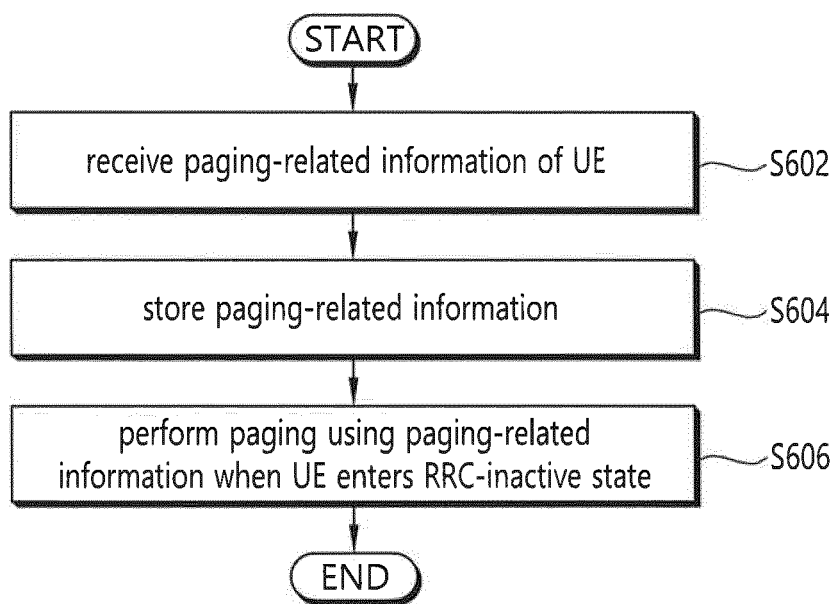 START
receive paging-related information of UE
S602
store paging-related information
S604
perform paging using paging-related
information when UE enters RRC-inactive state
S606
END